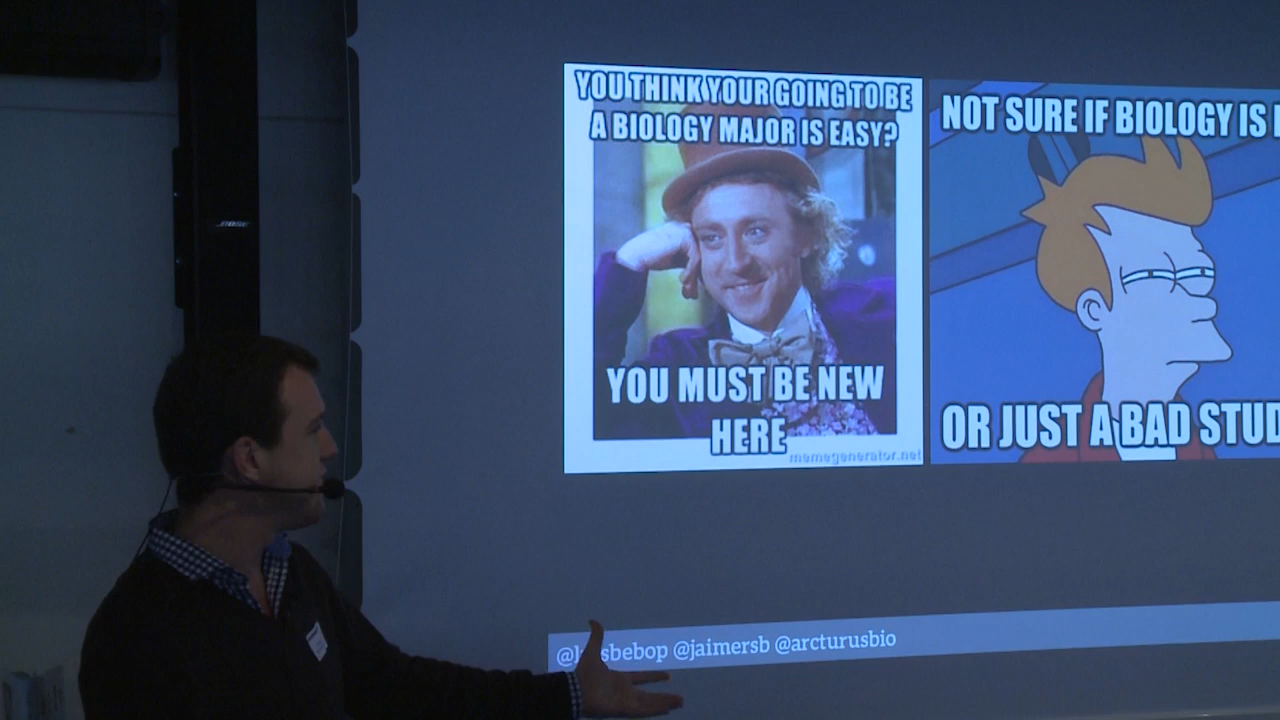 YOU THINK YOUR GOING TO BE
A BIOLOGY MAJOR IS EASY?
YOU MUST BE NEW
HERE
memegenerator.net
NOT SURE IF BIOLOGY IS
OR JUST A BAD
@jaimersb @arcturusbio
BOSE